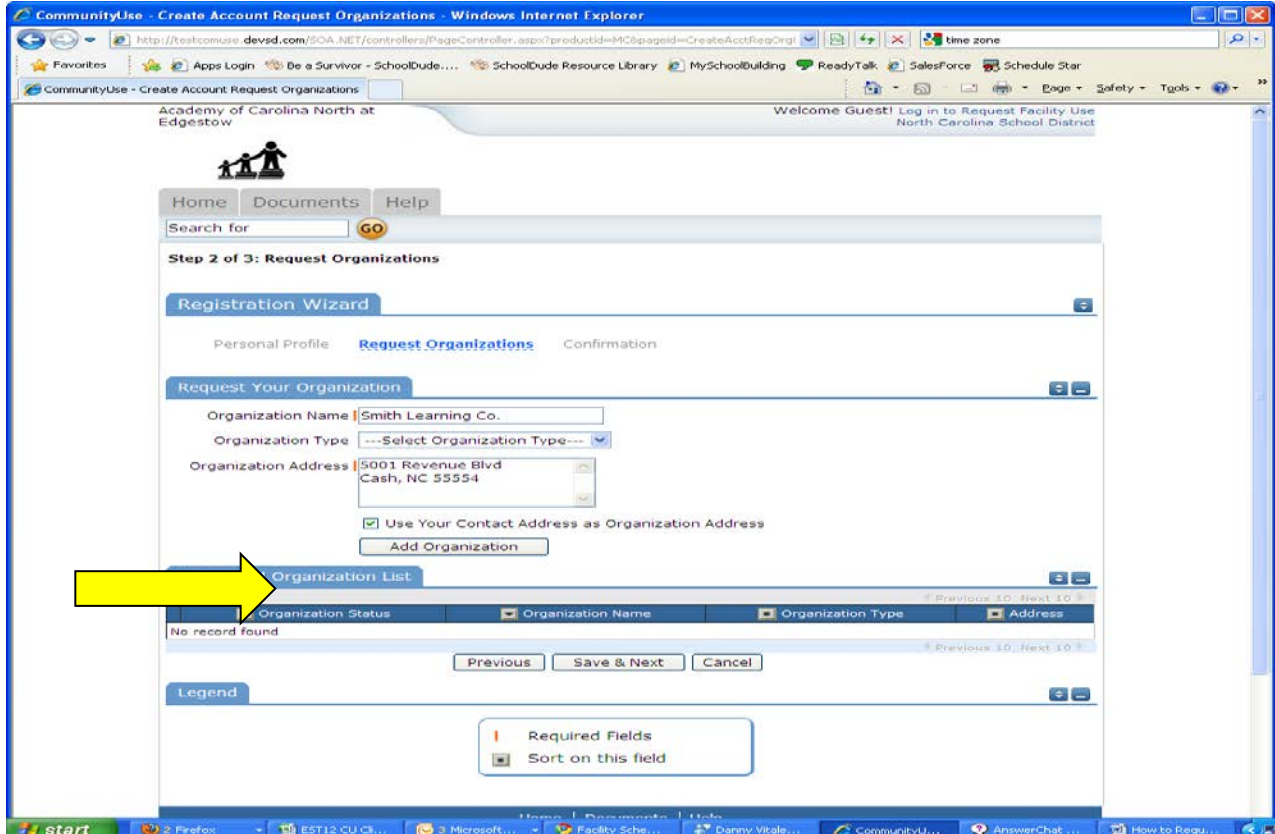 CommunityUse - Create Account Request Organizations - Windows Internet Explorer
http://testcomuse.devsd.com/SOA.NET/controllers/PageController.aspx?productid=MC&pageid=CreateAcctReqOrg
time zone
Favorites Apps Login Be a Survivor - SchoolDude.... SchoolDude Resource Library MySchoolBuilding ReadyTalk SalesForce Schedule Star
CommunityUse - Create Account Request Organizations Page Safety Tools
Academy of Carolina North at
Edgestow
Welcome Guest! Log in to Request Facility Use
North Carolina School District
Home Documents Help
Search for GO
Step 2 of 3: Request Organizations
Registration Wizard
Personal Profile Request Organizations Confirmation
Request Your Organization
Organization Name Smith Learning Co.
Organization Type ---Select Organization Type---
Organization Address 5001 Revenue Blvd
Cash, NC 55554
Use Your Contact Address as Organization Address
Add Organization
Organization List
Previous 10 Next 10
Organization Status Organization Name Organization Type Address
No record found
Previous 10 Next 10
Previous Save & Next Cancel
Legend
Required Fields
Sort on this field
Home | Documents | Help
start 2 Firefox EST12 CU Cl... 3 Microsoft... Facility Sche... Danny Vitale... CommunityU... AnswerChat ... How to Requ...